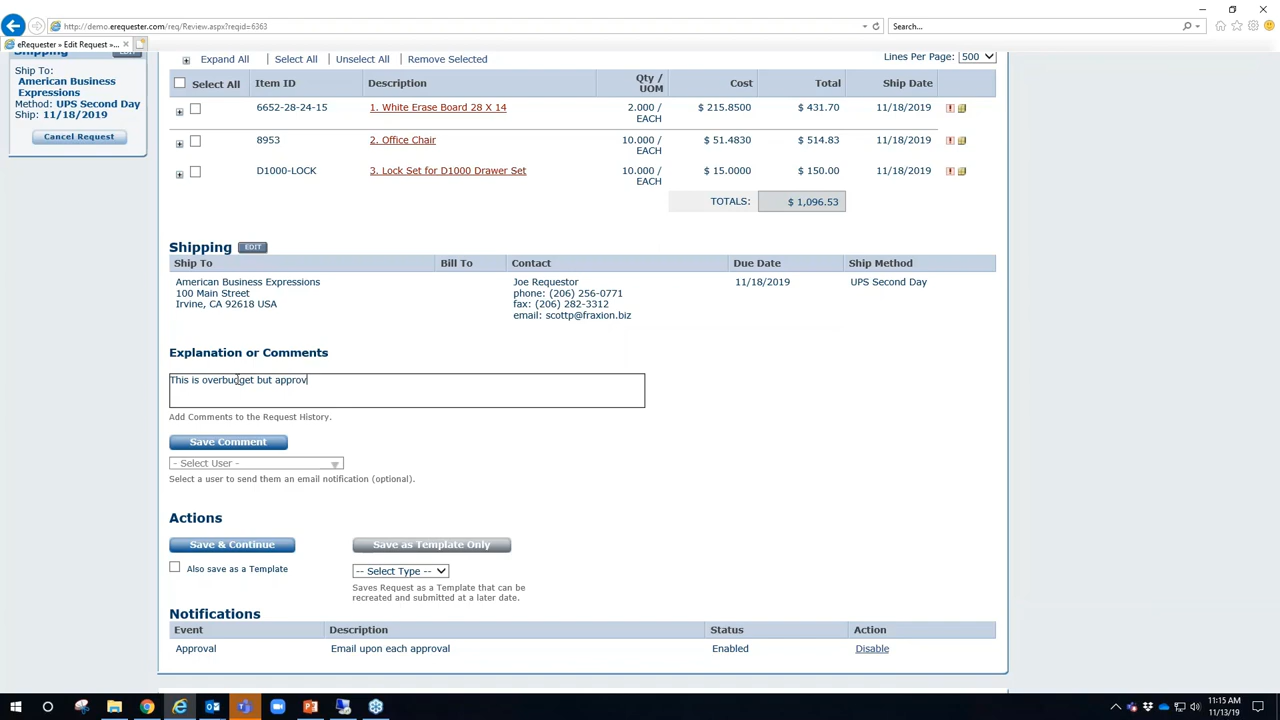 http://demo.erequester.com/req/Review.aspx?reqid=6363
Search...
eRequester » Edit Request »...
Shipping
Ship To:
American Business
Expressions
Method: UPS Second Day
Ship: 11/18/2019
Cancel Request
Expand All | Select All | Unselect All | Remove Selected
Lines Per Page: 500
Select All Item ID Description Qty / UOM Cost Total Ship Date
6652-28-24-15 1. White Erase Board 28 X 14 2.000 / EACH $ 215.8500 $ 431.70 11/18/2019
8953 2. Office Chair 10.000 / EACH $ 51.4830 $ 514.83 11/18/2019
D1000-LOCK 3. Lock Set for D1000 Drawer Set 10.000 / EACH $ 15.0000 $ 150.00 11/18/2019
TOTALS: $ 1,096.53
Shipping EDIT
Ship To Bill To Contact Due Date Ship Method
American Business Expressions Joe Requestor 11/18/2019 UPS Second Day
100 Main Street phone: (206) 256-0771
Irvine, CA 92618 USA fax: (206) 282-3312
email: scottp@fraxion.biz
Explanation or Comments
This is overbudget but approv
Add Comments to the Request History.
Save Comment
- Select User -
Select a user to send them an email notification (optional).
Actions
Save & Continue Save as Template Only
Also save as a Template -- Select Type --
Saves Request as a Template that can be
recreated and submitted at a later date.
Notifications
Event Description Status Action
Approval Email upon each approval Enabled Disable
11:15 AM
11/13/19